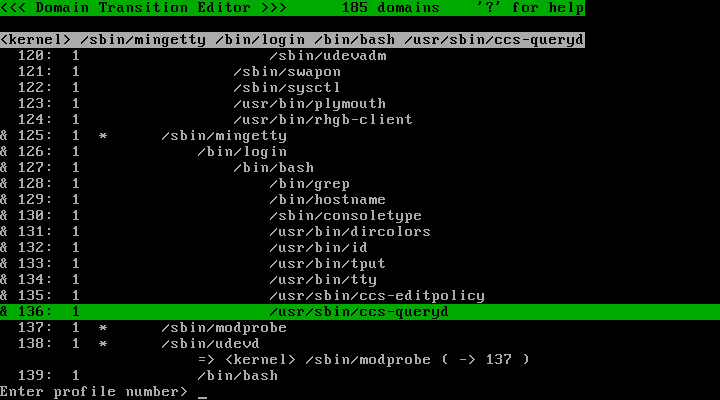 <<< Domain Transition Editor >>>      185 domains    '?' for help
<kernel> /sbin/mingetty /bin/login /bin/bash /usr/sbin/ccs-queryd
  120:  1                     /sbin/udevadm
  121:  1                 /sbin/swapon
  122:  1                 /sbin/sysctl
  123:  1                 /usr/bin/plymouth
  124:  1                 /usr/bin/rhgb-client
& 125:  1  *      /sbin/mingetty
& 126:  1             /bin/login
& 127:  1                 /bin/bash
& 128:  1                     /bin/grep
& 129:  1                     /bin/hostname
& 130:  1                     /sbin/consoletype
& 131:  1                     /usr/bin/dircolors
& 132:  1                     /usr/bin/id
& 133:  1                     /usr/bin/tput
& 134:  1                     /usr/bin/tty
& 135:  1                     /usr/sbin/ccs-editpolicy
& 136:  1                     /usr/sbin/ccs-queryd
  137:  1  *      /sbin/modprobe
  138:  1  *      /sbin/udevd
                      => <kernel> /sbin/modprobe ( -> 137 )
  139:  1             /bin/bash
Enter profile number> _